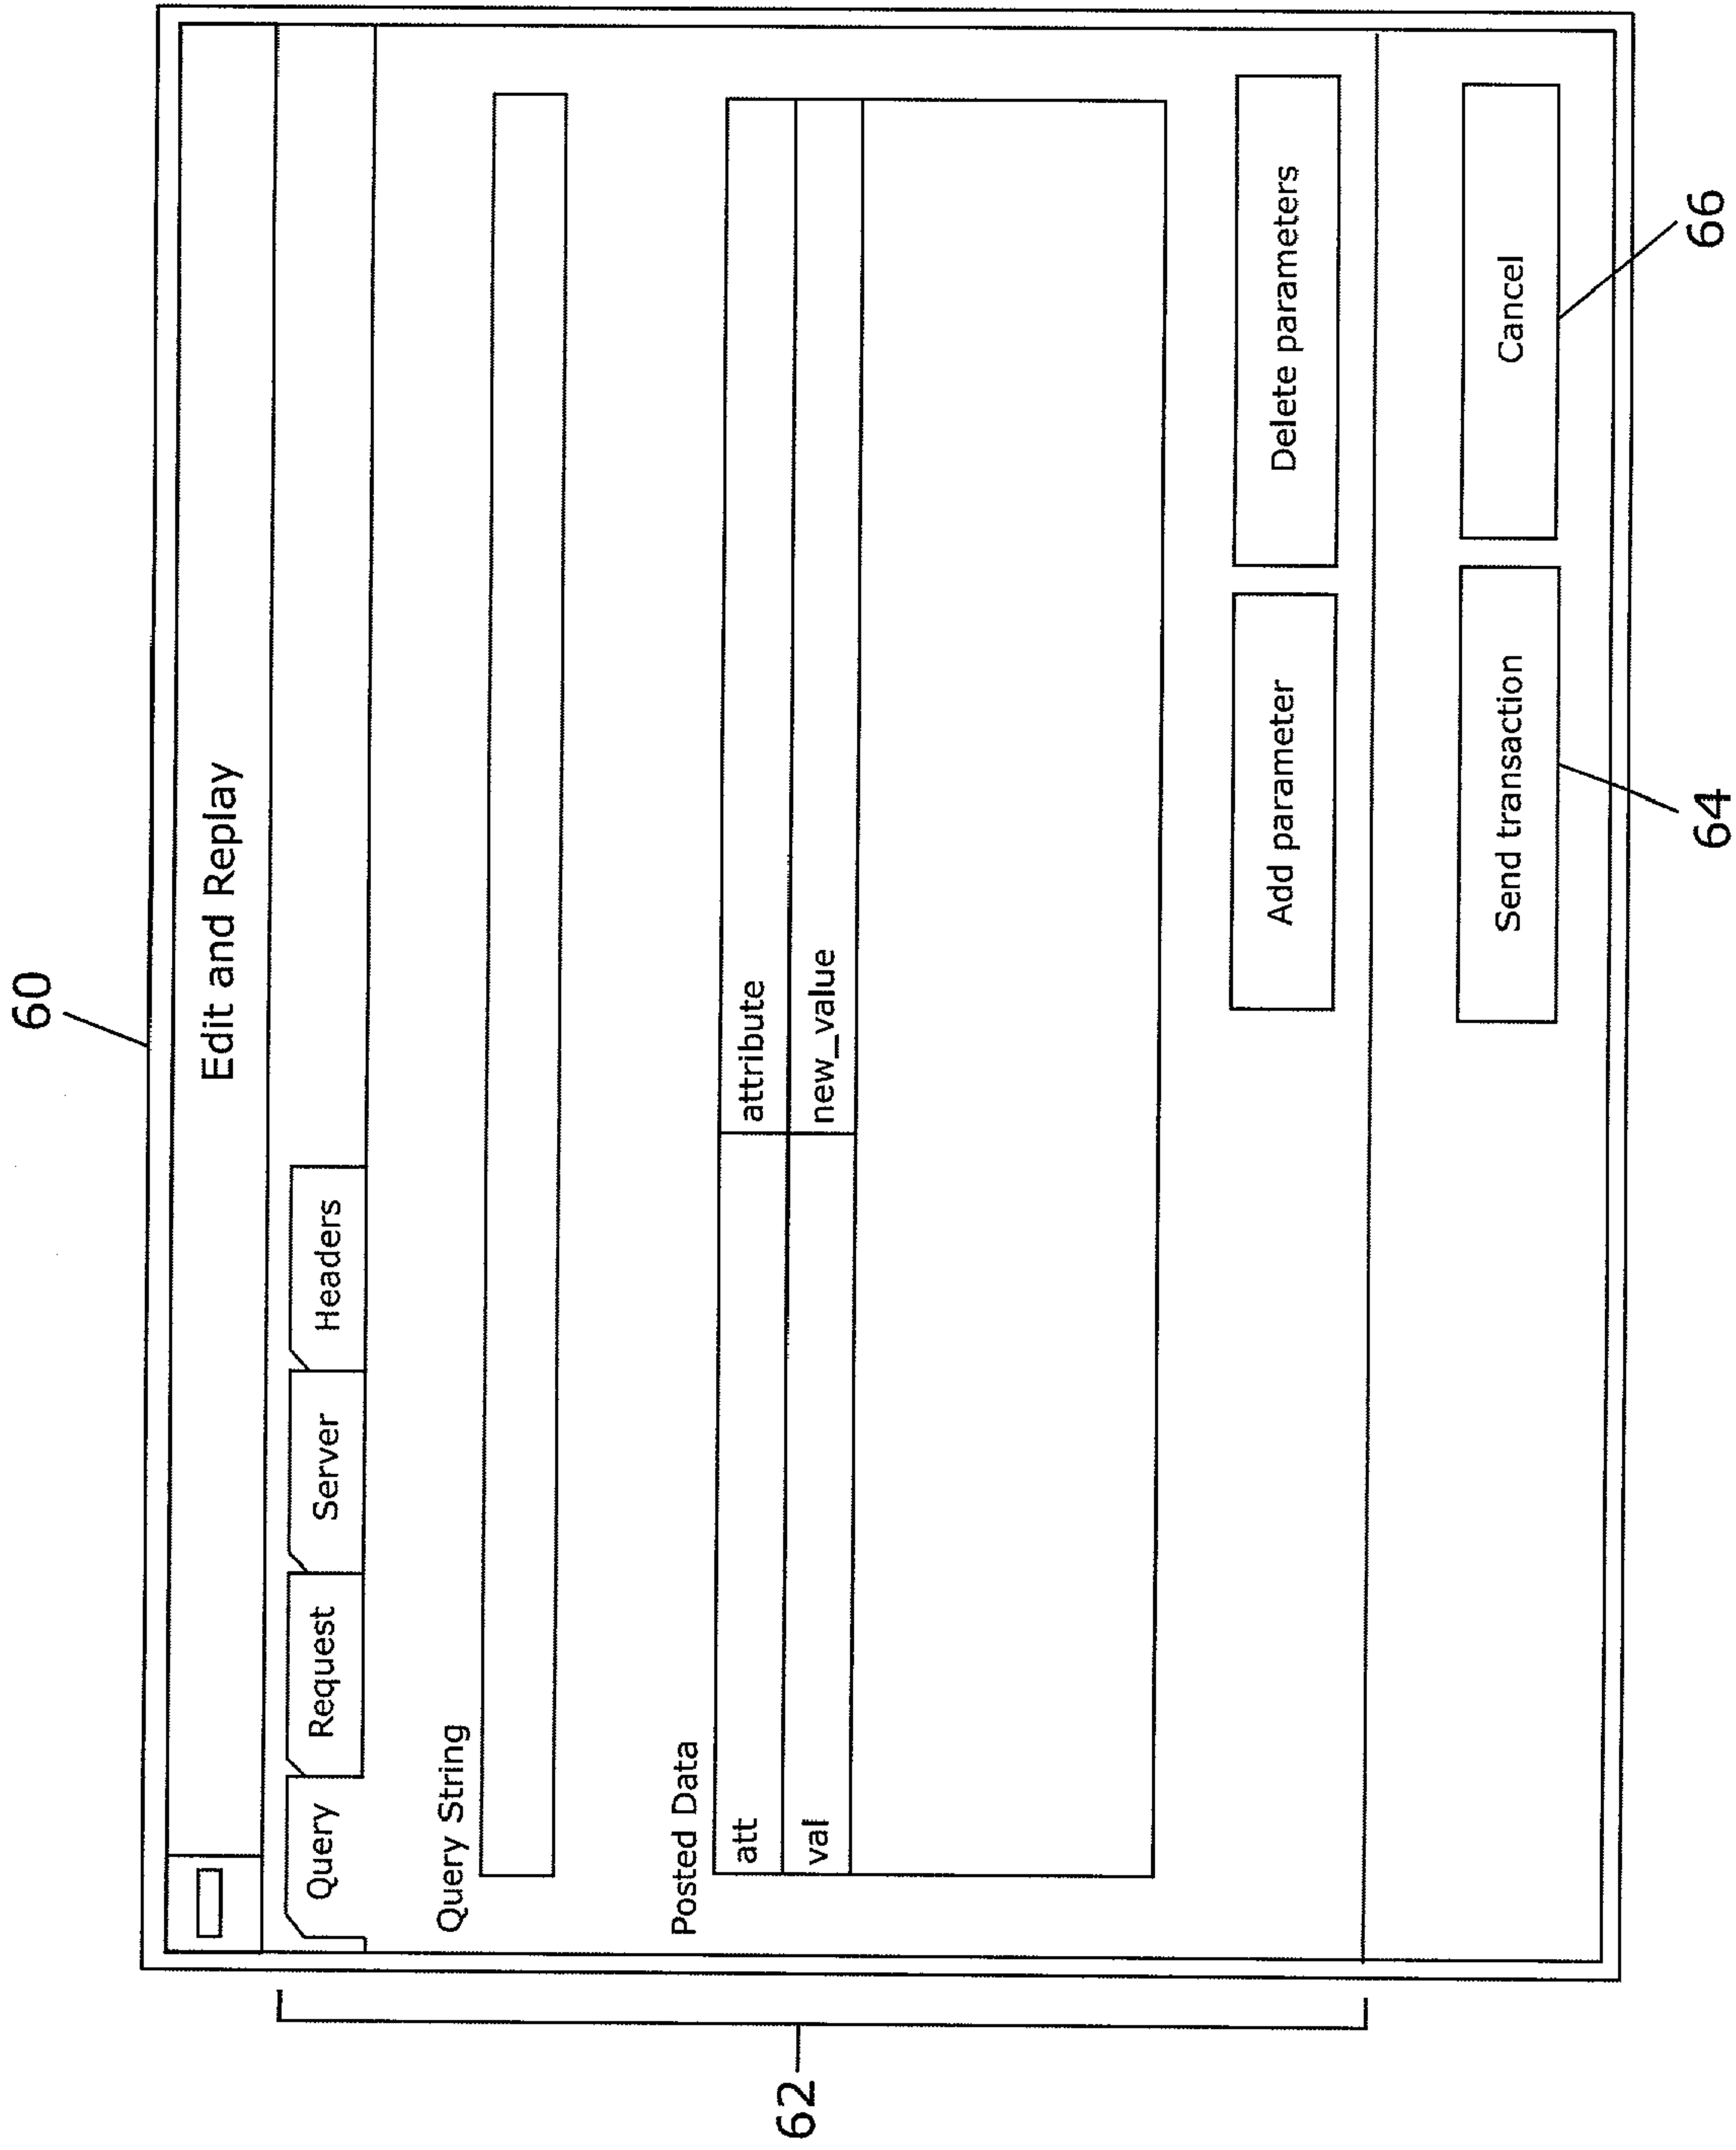 60
Edit and Replay
Query Request Server Headers
Query String
Posted Data
att attribute
val new_value
Add parameter Delete parameters
Send transaction Cancel
62
64
66